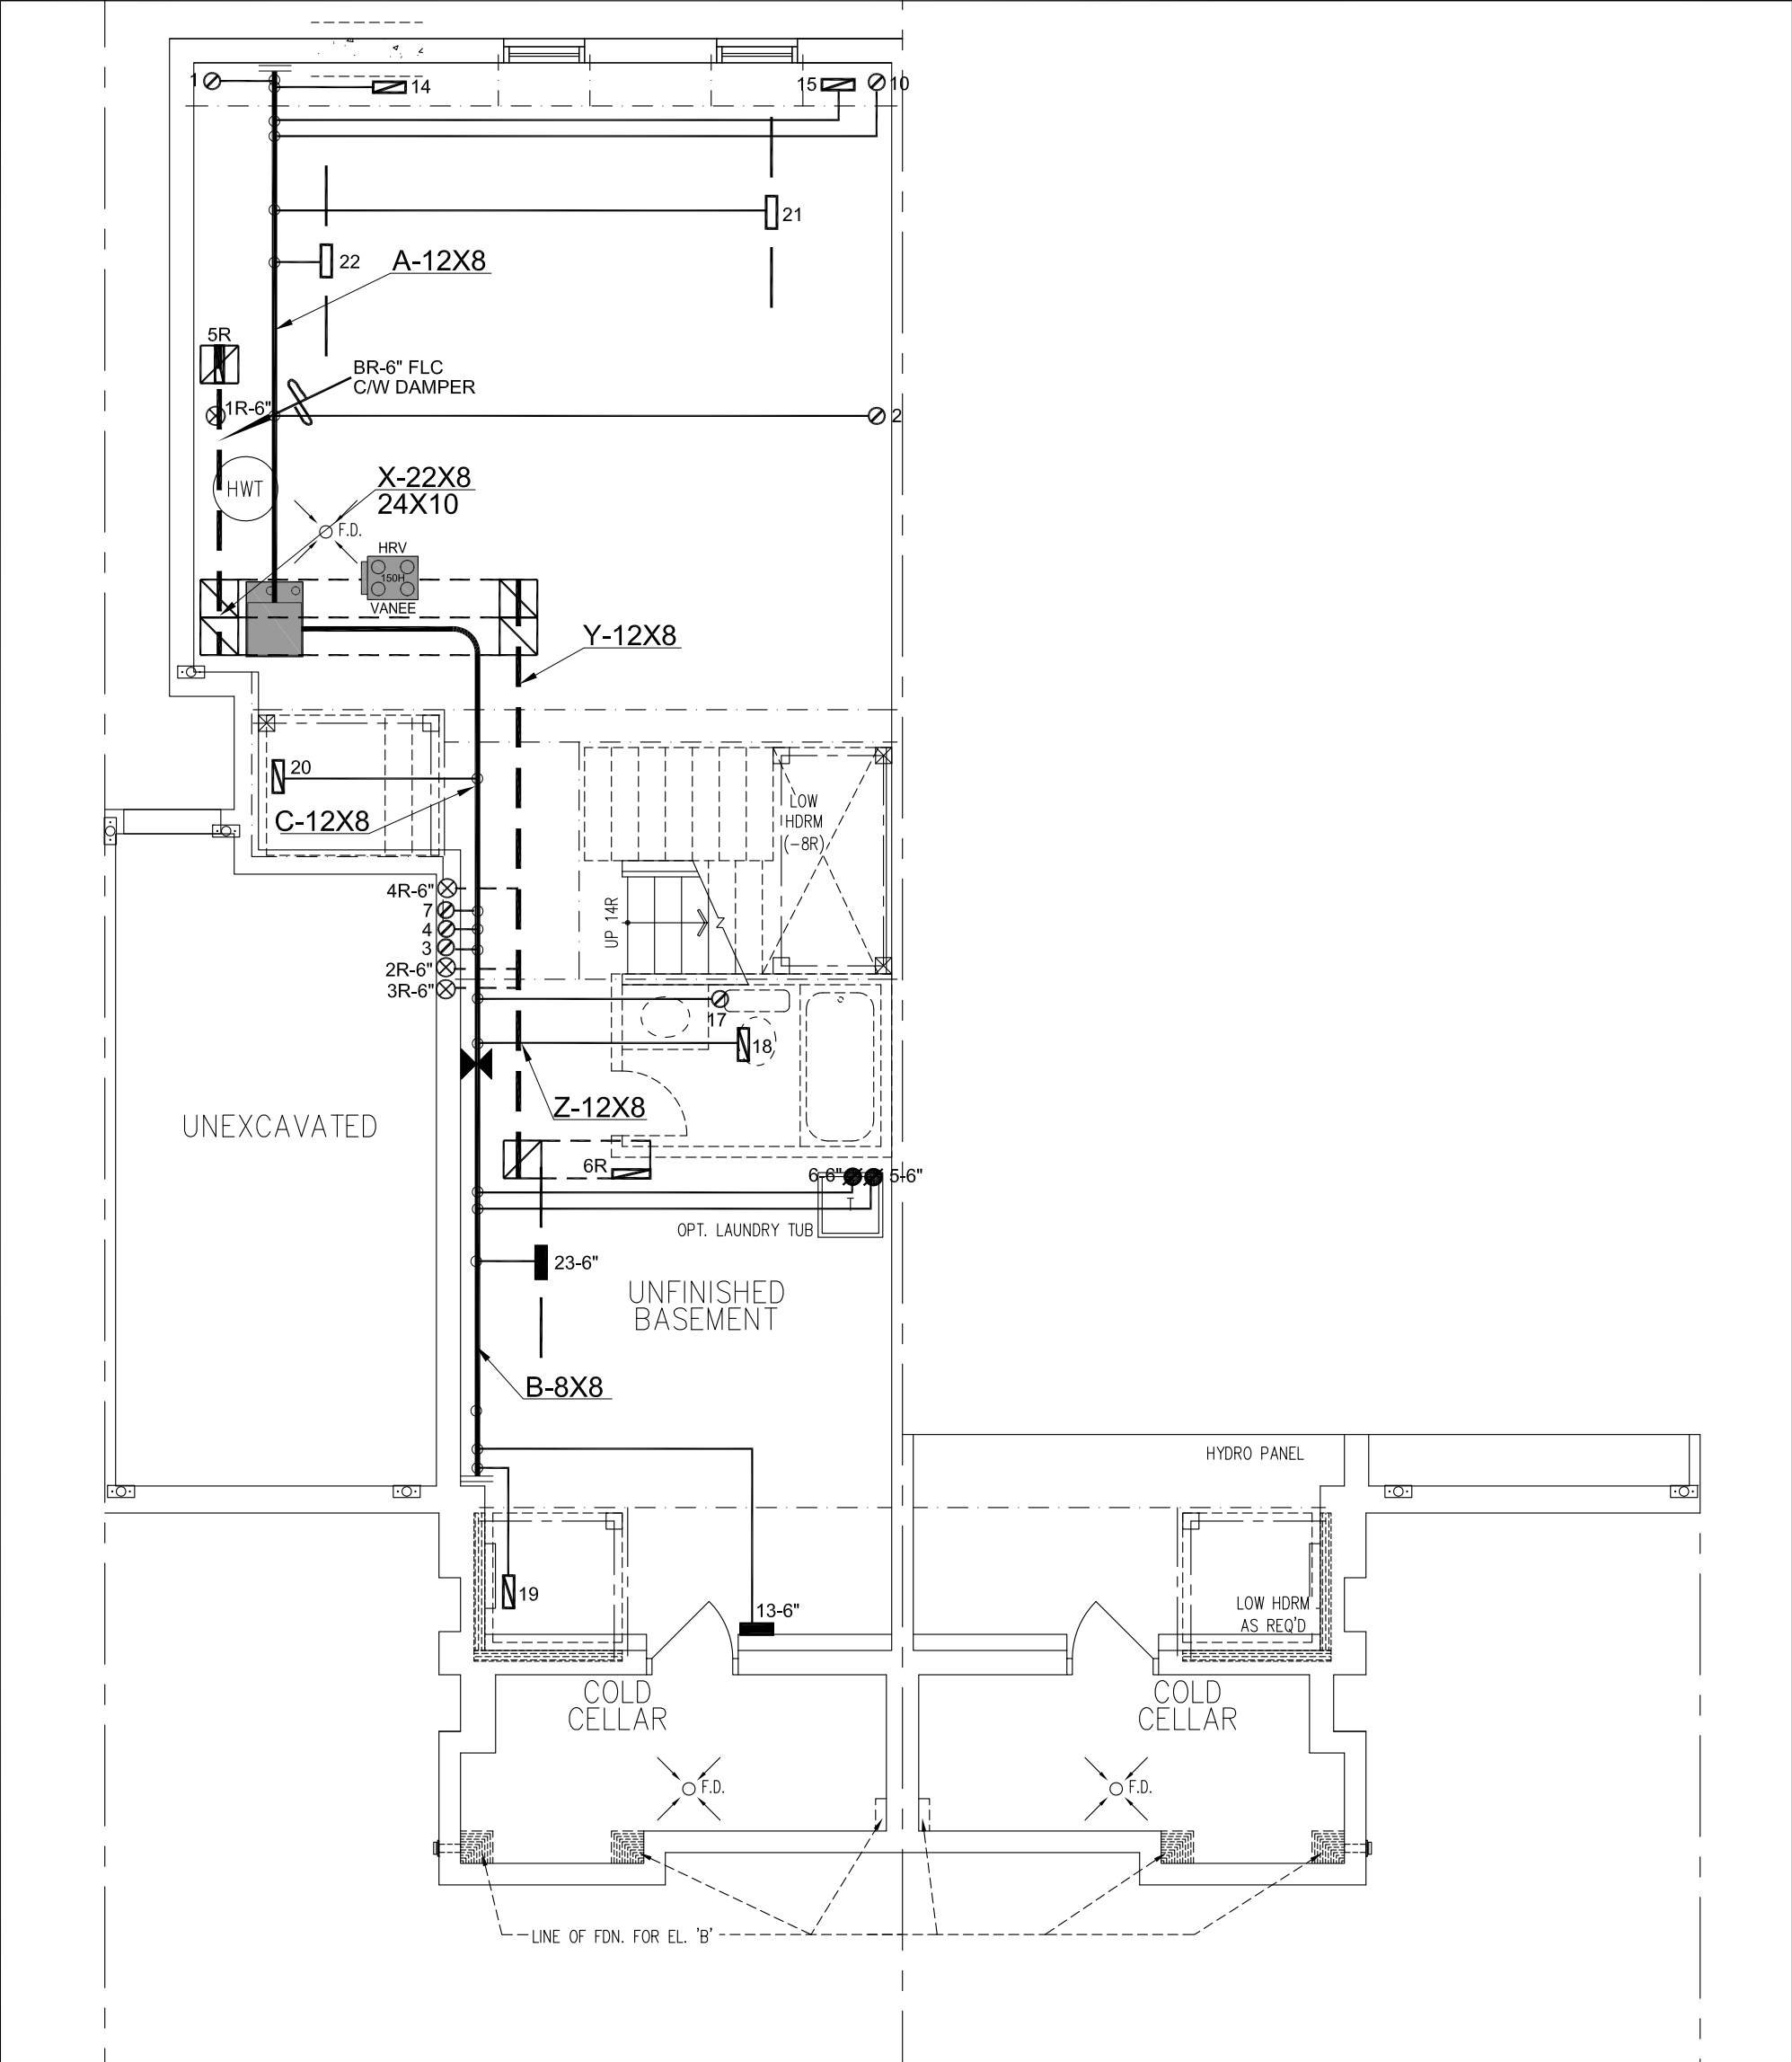 1
14
15
10
21
22
A-12X8
5R
BR-6" FLC
C/W DAMPER
1R-6"
2
X-22X8
24X10
HWT
F.D.
HRV
150H
VANEE
Y-12X8
20
LOW
HDRM
(-8R)
C-12X8
4R-6"
7
4
3
2R-6"
3R-6"
UP 14R
17
18
Z-12X8
UNEXCAVATED
6R
6-6"
5-6"
T
OPT. LAUNDRY TUB
23-6"
UNFINISHED
BASEMENT
B-8X8
HYDRO PANEL
19
13-6"
LOW HDRM
AS REQ'D
COLD
CELLAR
COLD
CELLAR
F.D.
F.D.
LINE OF FDN. FOR EL. 'B'